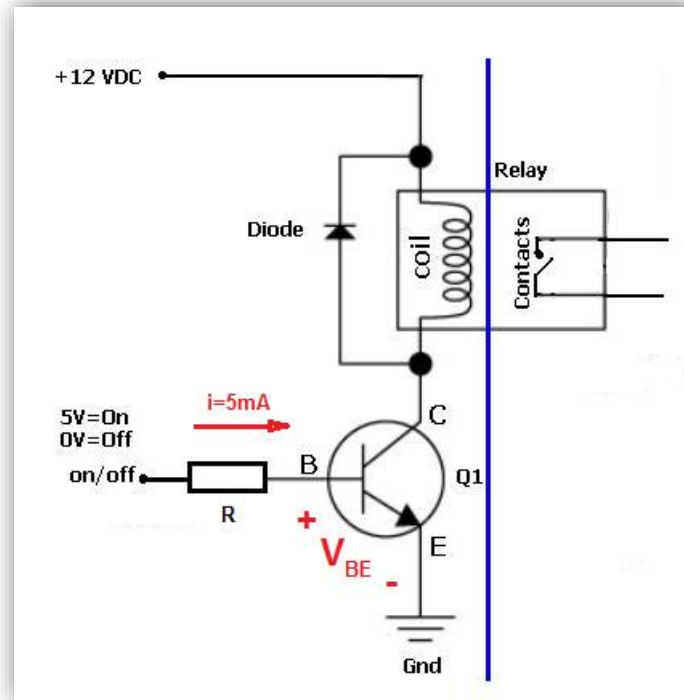 +12 VDC
Relay
Diode
coil
Contacts
i=5mA
5V=On
0V=Off
on/off
R
B
C
Q1
E
+
VBE
-
Gnd